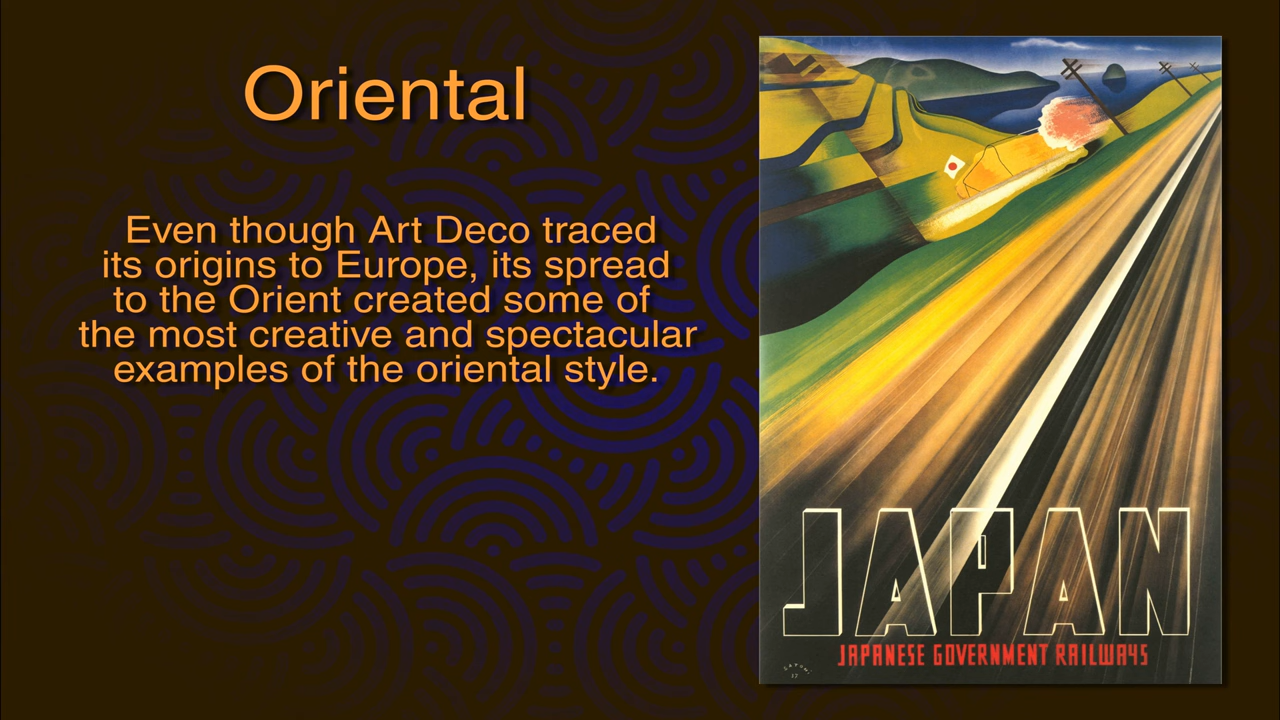 Oriental
Even though Art Deco traced
its origins to Europe, its spread
to the Orient created some of
the most creative and spectacular
examples of the oriental style.
JAPAN
JAPANESE GOVERNMENT RAILWAYS
SATOMI